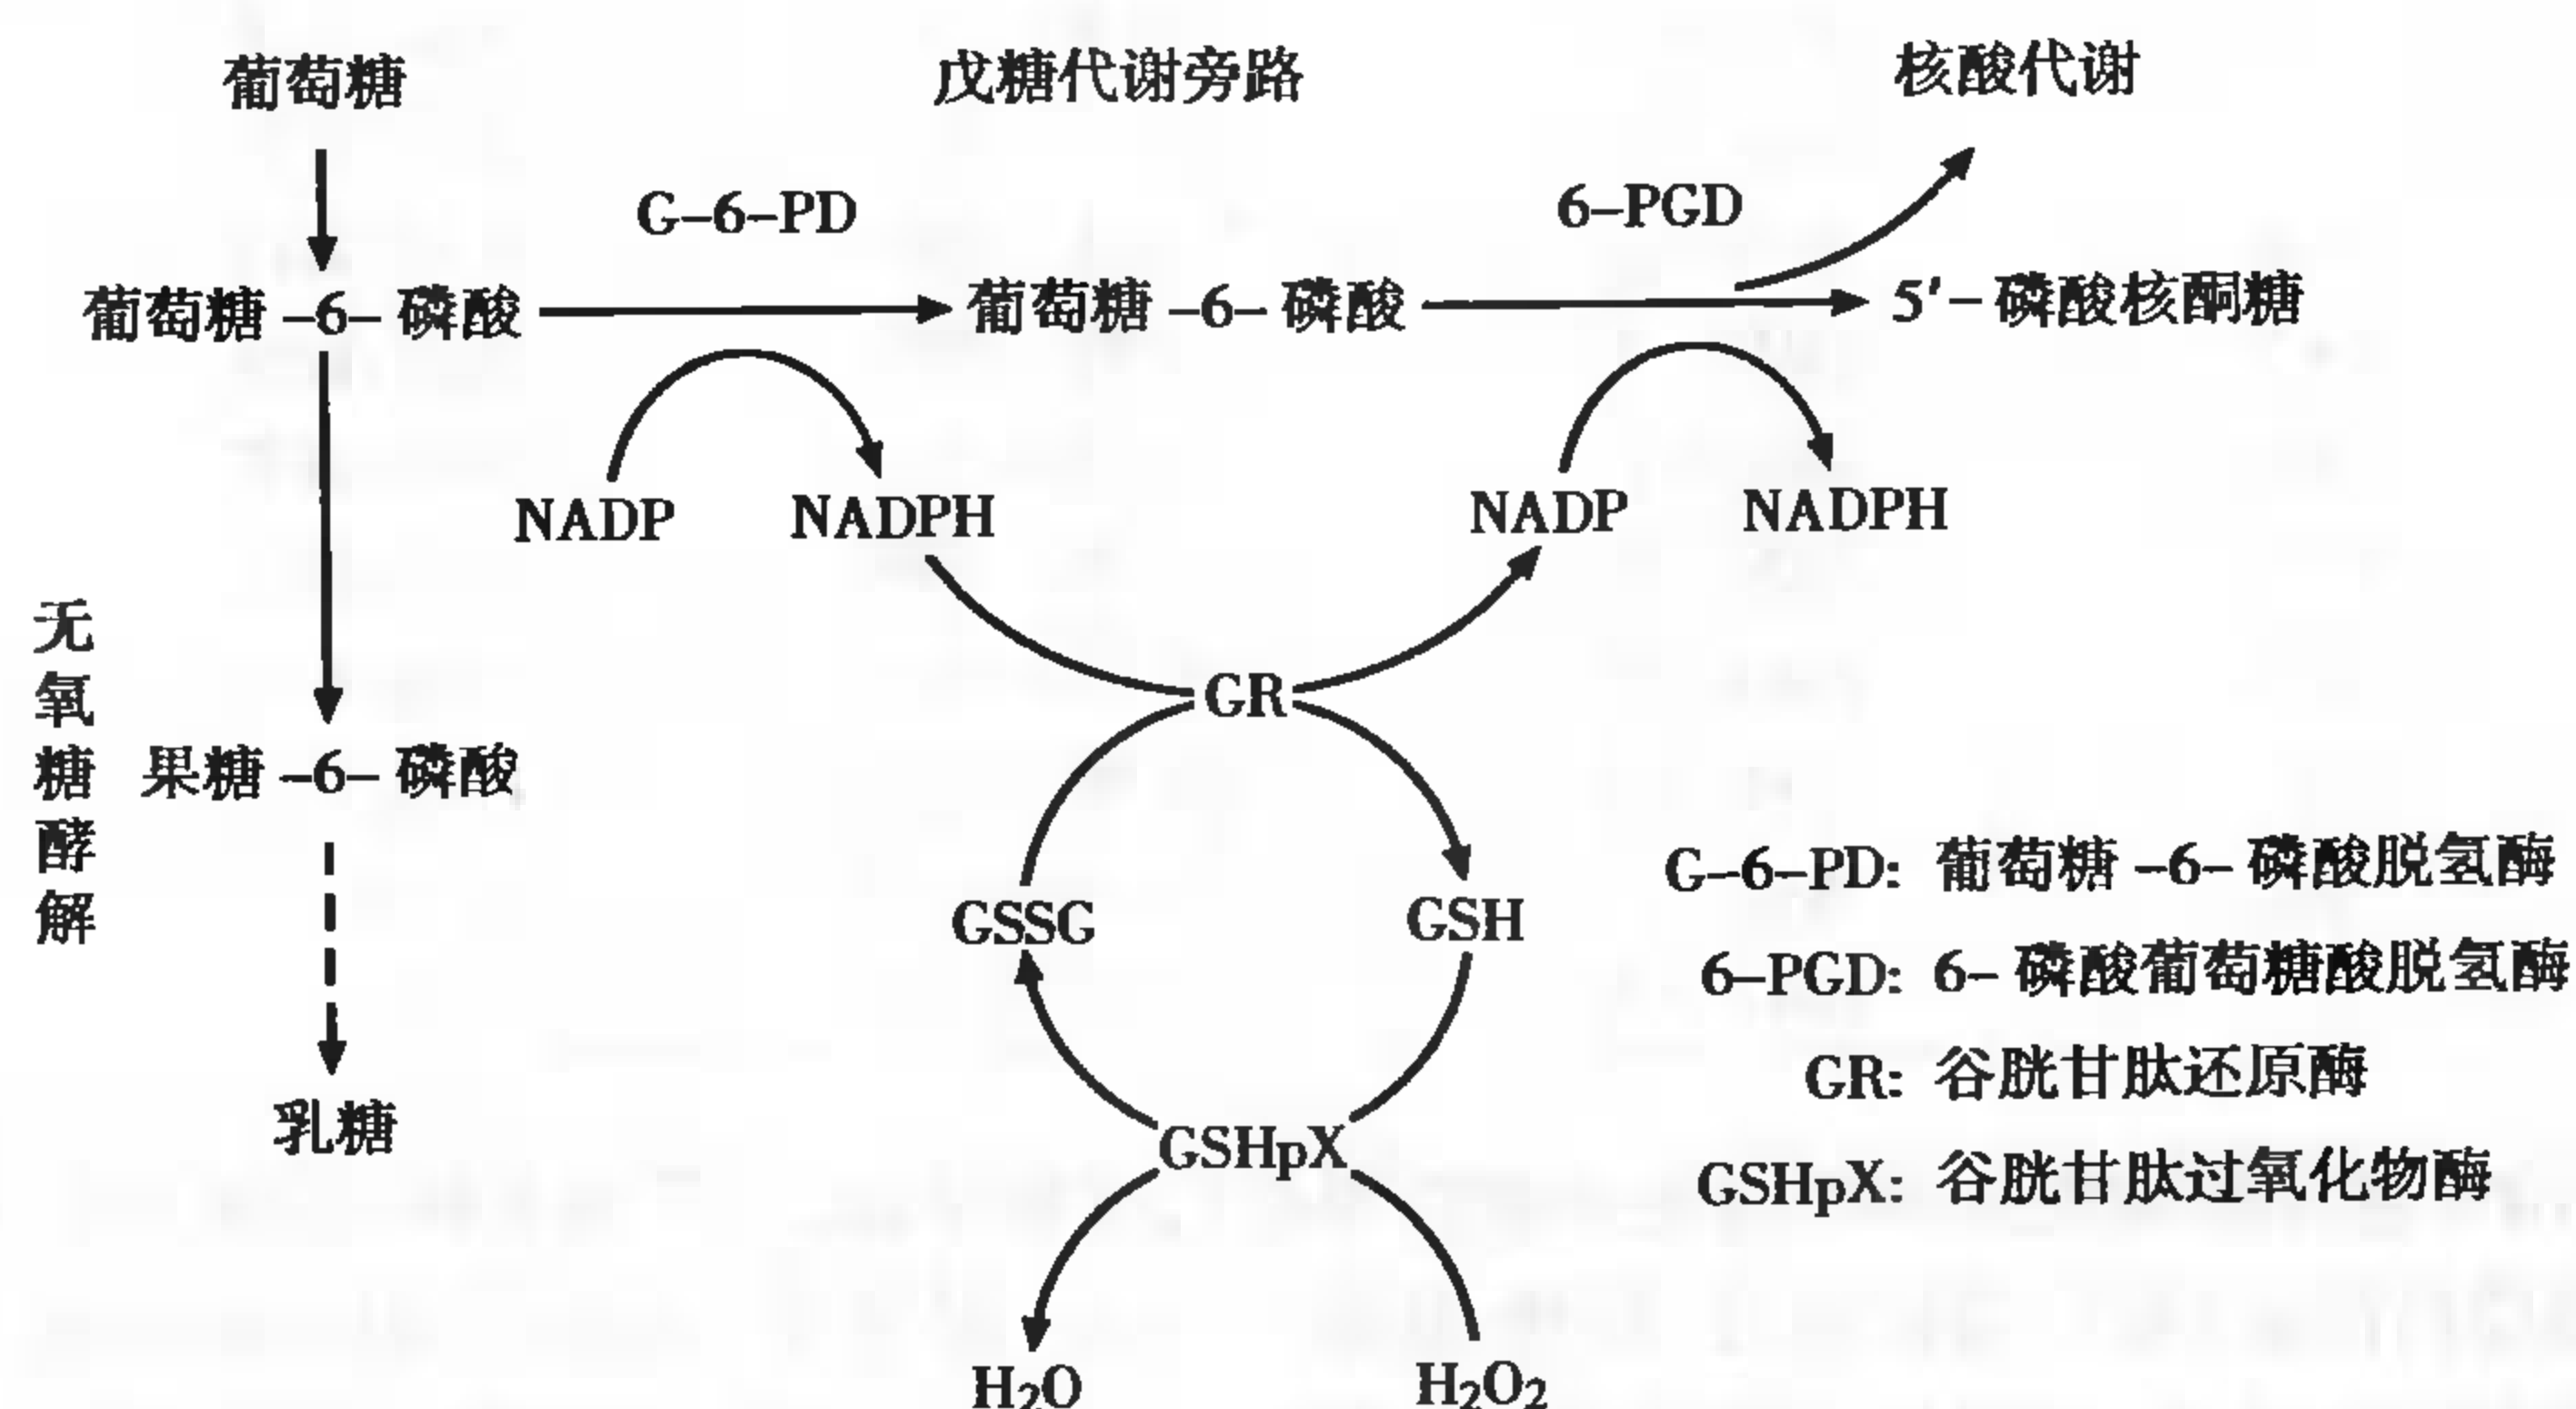 葡萄糖
戊糖代谢旁路
核酸代谢
G–6–PD
6–PGD
葡萄糖 –6– 磷酸
葡萄糖 –6– 磷酸
5′– 磷酸核酮糖
NADP
NADPH
NADP
NADPH
无氧糖酵解
GR
果糖 –6– 磷酸
GSSG
GSH
乳糖
GSHpX
H₂O
H₂O₂
G–6–PD: 葡萄糖 –6– 磷酸脱氢酶
6–PGD: 6– 磷酸葡萄糖酸脱氢酶
GR: 谷胱甘肽还原酶
GSHpX: 谷胱甘肽过氧化物酶